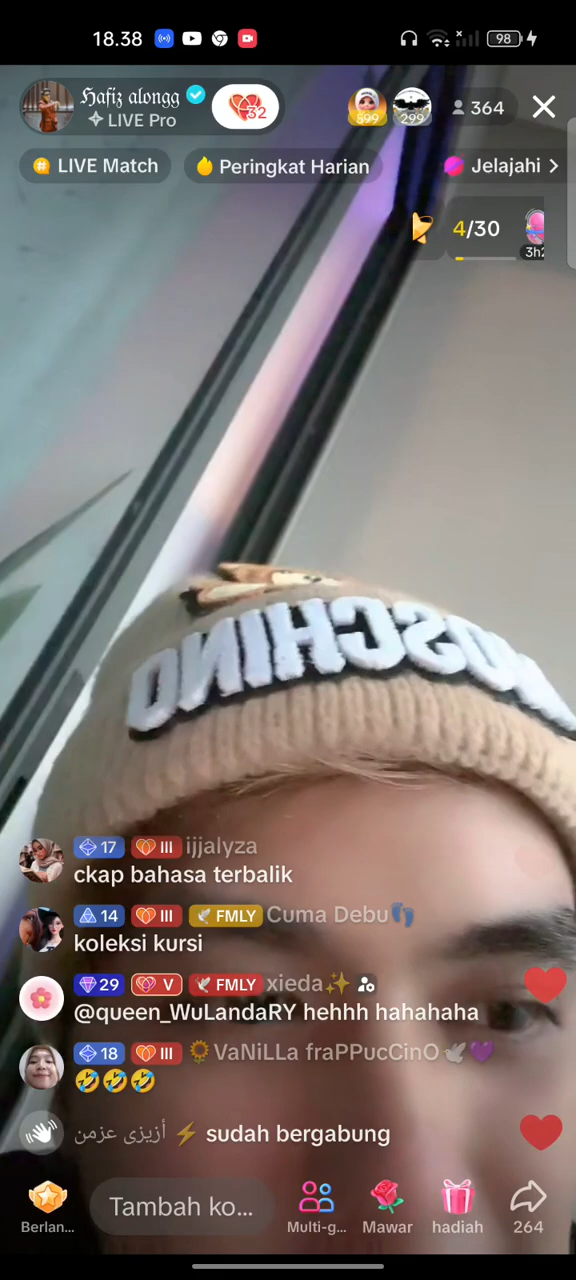 18.38
98
Hafiz alongg
LIVE Pro
32
599
299
364
LIVE Match
Peringkat Harian
Jelajahi
4/30
MOSCHINO
17 III ijjalyza
ckap bahasa terbalik
14 III FMLY Cuma Debu
koleksi kursi
29 V FMLY xieda
@queen_WuLandaRY hehhh hahahaha
18 III VaNiLLa fraPPucCinO
🤣🤣🤣
أزيزى عزمن ⚡ sudah bergabung
Berlan...
Tambah ko...
Multi-g...
Mawar
hadiah
264